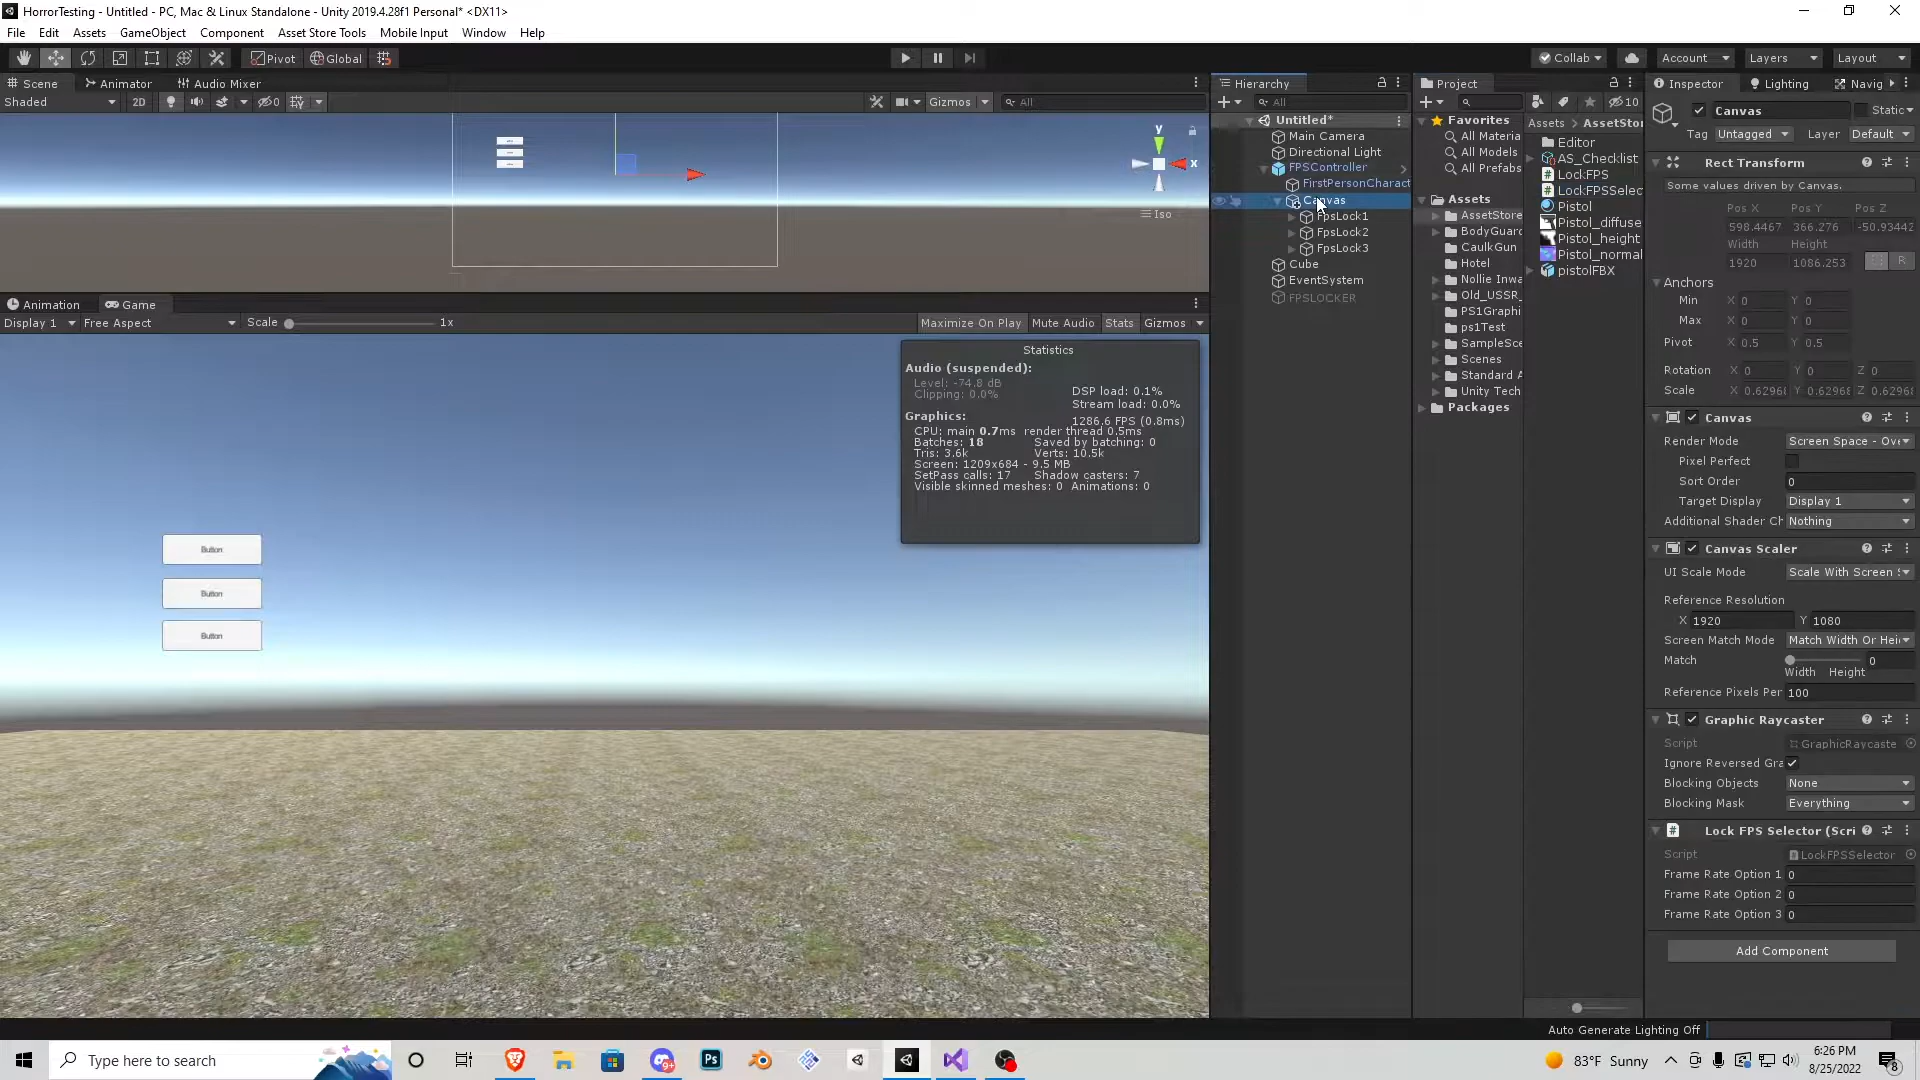 HorrorTesting - Untitled - PC, Mac & Linux Standalone - Unity 2019.4.28f1 Personal* <DX11>
File Edit Assets GameObject Component Asset Store Tools Mobile Input Window Help
Pivot Global Collab Account Layers Layout
Scene Animator Audio Mixer
Shaded 2D 0 Gizmos All
y
x
Iso
Animation Game
Display 1 Free Aspect Scale 1x Maximize On Play Mute Audio Stats Gizmos
Statistics
Audio (suspended):
Level: -74.8 dB
Clipping: 0.0%
DSP load: 0.1%
Stream load: 0.0%
Graphics: 1286.6 FPS (0.8ms)
CPU: main 0.7ms render thread 0.5ms
Batches: 18 Saved by batching: 0
Tris: 3.6k Verts: 10.5k
Screen: 1209x684 - 9.5 MB
SetPass calls: 17 Shadow casters: 7
Visible skinned meshes: 0 Animations: 0
Button
Button
Button
Hierarchy
All
Untitled*
Main Camera
Directional Light
FPSController
FirstPersonCharact
Canvas
FpsLock1
FpsLock2
FpsLock3
Cube
EventSystem
FPSLOCKER
Project
10
Favorites
All Materia
All Models
All Prefabs
Assets
AssetStore
BodyGuard
CaulkGun
Hotel
Nollie Inwa
Old_USSR_
PS1Graphi
ps1Test
SampleSce
Scenes
Standard A
Unity Tech
Packages
Assets > AssetStor
Editor
AS_Checklist
LockFPS
LockFPSSelec
Pistol
Pistol_diffuse
Pistol_height
Pistol_normal
pistolFBX
Inspector Lighting Navig
Canvas Static
Tag Untagged Layer Default
Rect Transform
Some values driven by Canvas.
Pos X Pos Y Pos Z
598.4467 366.276 -50.93442
Width Height
1920 1086.253 R
Anchors
Min X 0 Y 0
Max X 0 Y 0
Pivot X 0.5 Y 0.5
Rotation X 0 Y 0 Z 0
Scale X 0.62968 Y 0.62968 Z 0.6296
Canvas
Render Mode Screen Space - Ove
Pixel Perfect
Sort Order 0
Target Display Display 1
Additional Shader Ch Nothing
Canvas Scaler
UI Scale Mode Scale With Screen S
Reference Resolution
X 1920 Y 1080
Screen Match Mode Match Width Or Hei
Match 0
Width Height
Reference Pixels Per 100
Graphic Raycaster
Script GraphicRaycaste
Ignore Reversed Gra
Blocking Objects None
Blocking Mask Everything
Lock FPS Selector (Scri
Script LockFPSSelector
Frame Rate Option 1 0
Frame Rate Option 2 0
Frame Rate Option 3 0
Add Component
Auto Generate Lighting Off
Type here to search
Ps
83°F Sunny
6:26 PM
8/25/2022
8